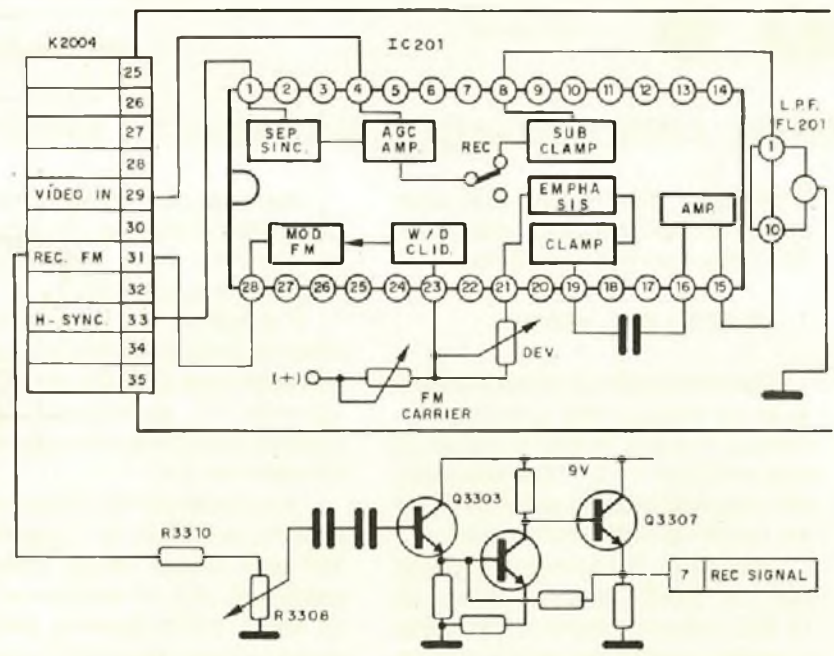 K2004
25
26
27
28
VÍDEO IN 29
30
REC. FM 31
32
H-SYNC. 33
34
35
IC201
1 2 3 4 5 6 7 8 9 10 11 12 13 14
SEP. SINC.
AGC AMP.
REC
SUB CLAMP
EMPHA SIS
CLAMP
AMP.
MOD. FM
W/D CLID.
28 27 26 25 24 23 22 21 20 19 18 17 16 15
L.P.F. FL201
1
10
DEV.
(+)
FM CARRIER
9V
Q3303
Q3307
R3310
R3308
7 REC SIGNAL